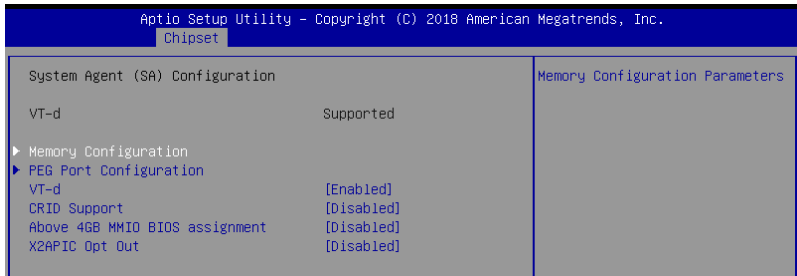 Aptio Setup Utility – Copyright (C) 2018 American Megatrends, Inc.
Chipset
System Agent (SA) Configuration
Memory Configuration Parameters
VT-d Supported
Memory Configuration
PEG Port Configuration
VT-d [Enabled]
CRID Support [Disabled]
Above 4GB MMIO BIOS assignment [Disabled]
X2APIC Opt Out [Disabled]